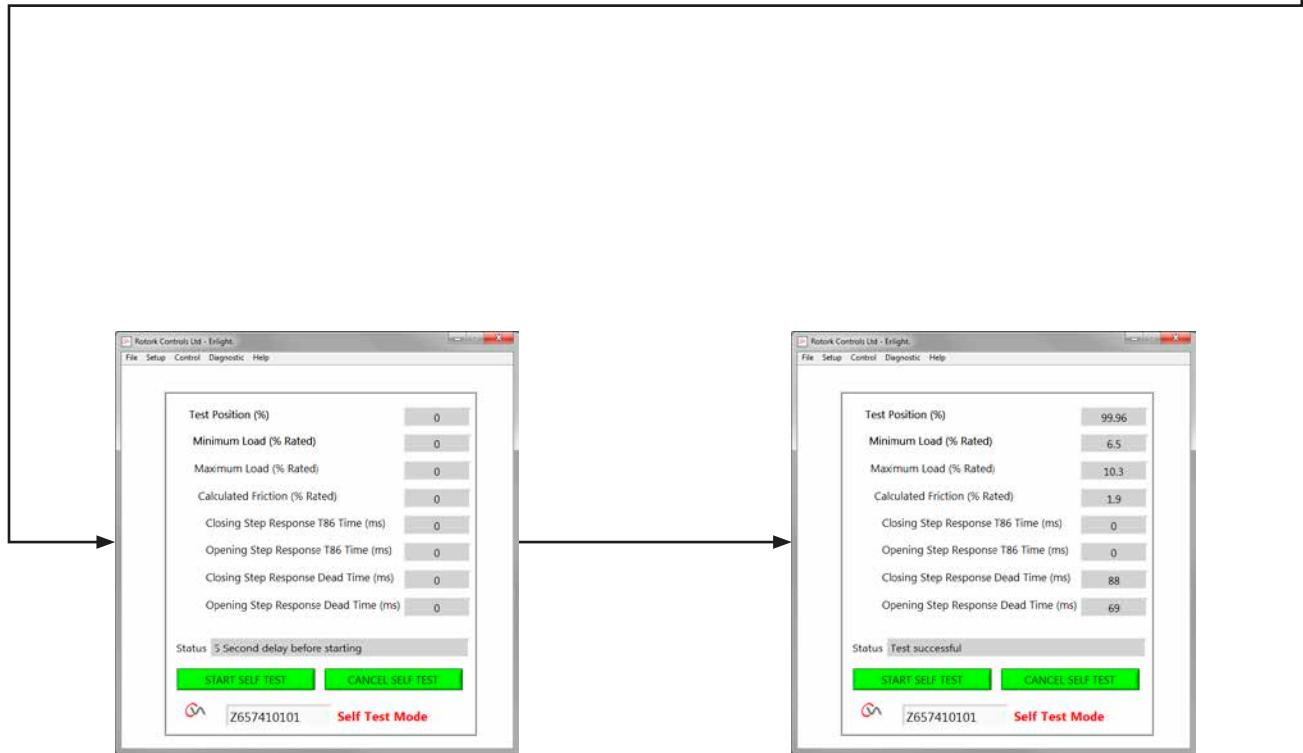 Rotork Controls Ltd - Enlight.
File Setup Control Diagnostic Help
Test Position (%) 0
Minimum Load (% Rated) 0
Maximum Load (% Rated) 0
Calculated Friction (% Rated) 0
Closing Step Response T86 Time (ms) 0
Opening Step Response T86 Time (ms) 0
Closing Step Response Dead Time (ms) 0
Opening Step Response Dead Time (ms) 0
Status 5 Second delay before starting
START SELF TEST CANCEL SELF TEST
Z657410101 Self Test Mode
Rotork Controls Ltd - Enlight.
File Setup Control Diagnostic Help
Test Position (%) 99.96
Minimum Load (% Rated) 6.5
Maximum Load (% Rated) 10.3
Calculated Friction (% Rated) 1.9
Closing Step Response T86 Time (ms) 0
Opening Step Response T86 Time (ms) 0
Closing Step Response Dead Time (ms) 88
Opening Step Response Dead Time (ms) 69
Status Test successful
START SELF TEST CANCEL SELF TEST
Z657410101 Self Test Mode